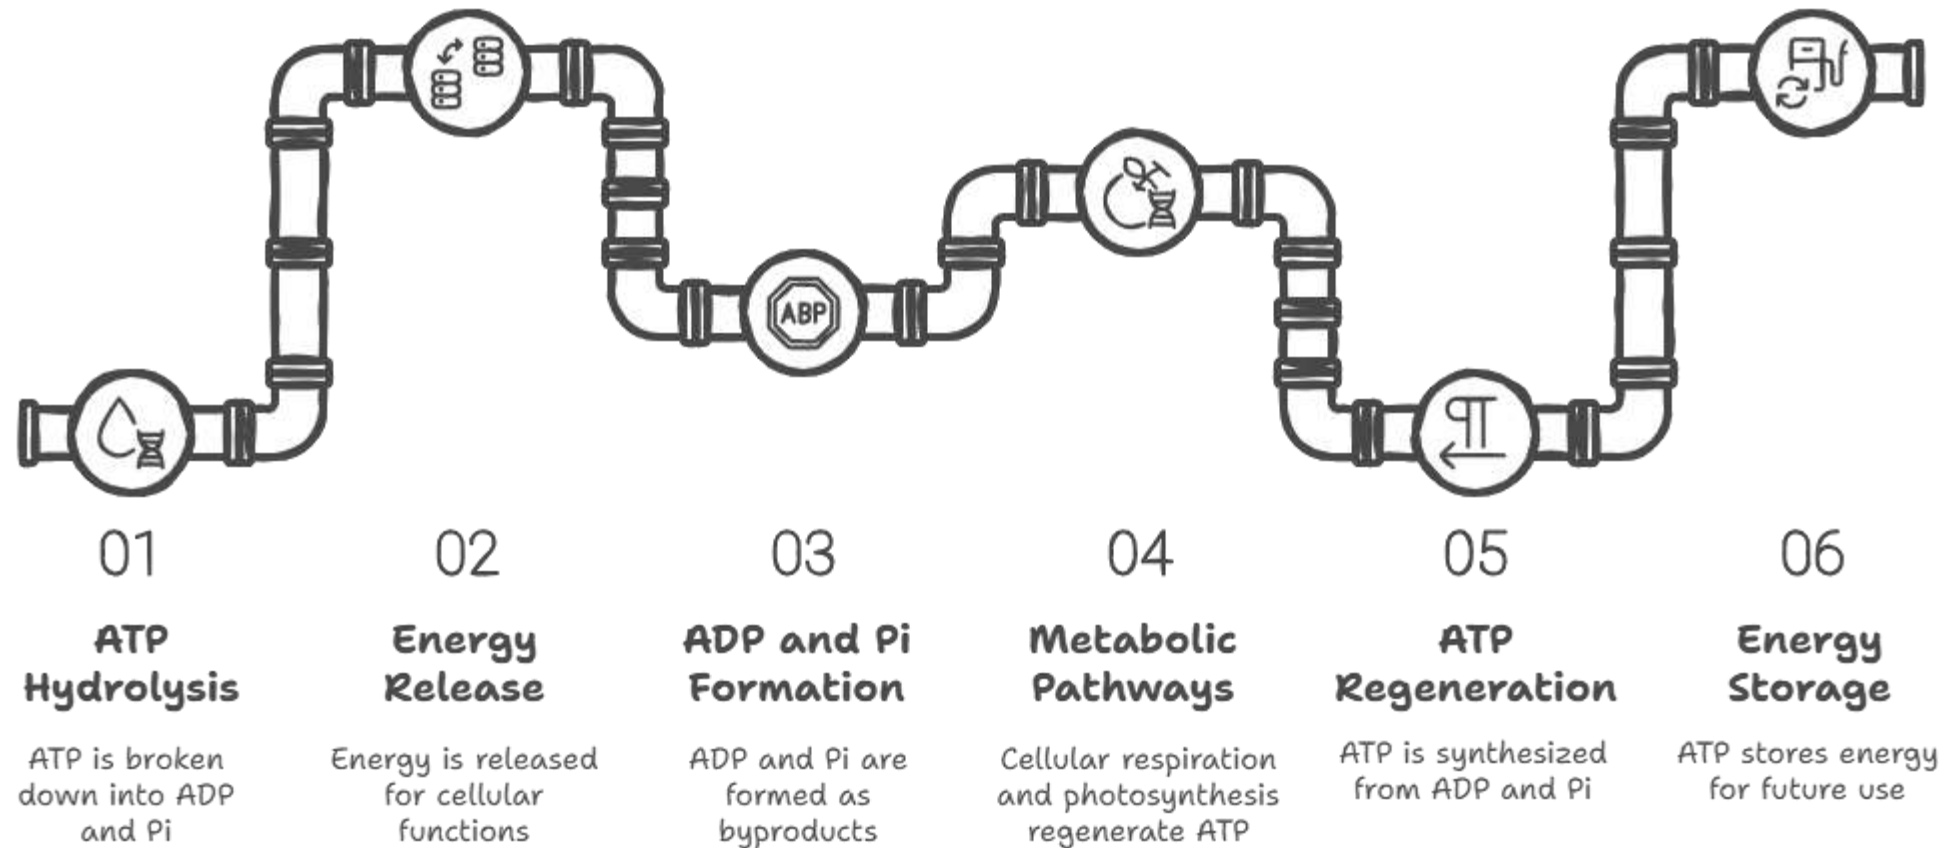 ABP
01
ATP
Hydrolysis
ATP is broken
down into ADP
and Pi
02
Energy
Release
Energy is released
for cellular
functions
03
ADP and Pi
Formation
ADP and Pi are
formed as
byproducts
04
Metabolic
Pathways
Cellular respiration
and photosynthesis
regenerate ATP
05
ATP
Regeneration
ATP is synthesized
from ADP and Pi
06
Energy
Storage
ATP stores energy
for future use